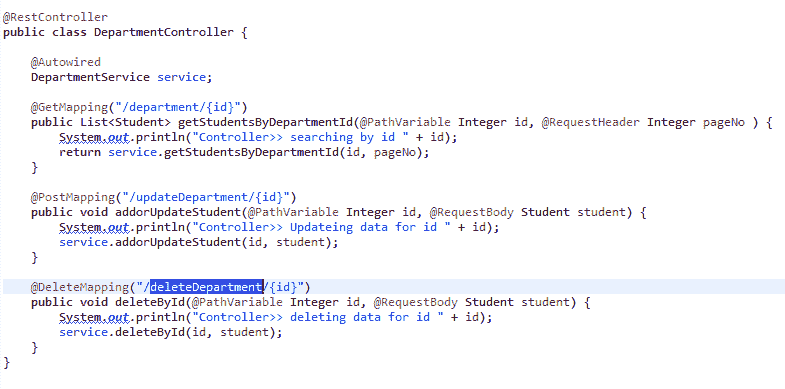 @RestController
public class DepartmentController {
@Autowired
DepartmentService service;
@GetMapping("/department/{id}")
public List<Student> getStudentsByDepartmentId(@PathVariable Integer id, @RequestHeader Integer pageNo ) {
System.out.println("Controller>> searching by id " + id);
return service.getStudentsByDepartmentId(id, pageNo);
}
@PostMapping("/updateDepartment/{id}")
public void addorUpdateStudent(@PathVariable Integer id, @RequestBody Student student) {
System.out.println("Controller>> Updateing data for id " + id);
service.addorUpdateStudent(id, student);
}
@DeleteMapping("/deleteDepartment/{id}")
public void deleteById(@PathVariable Integer id, @RequestBody Student student) {
System.out.println("Controller>> deleting data for id " + id);
service.deleteById(id, student);
}
}